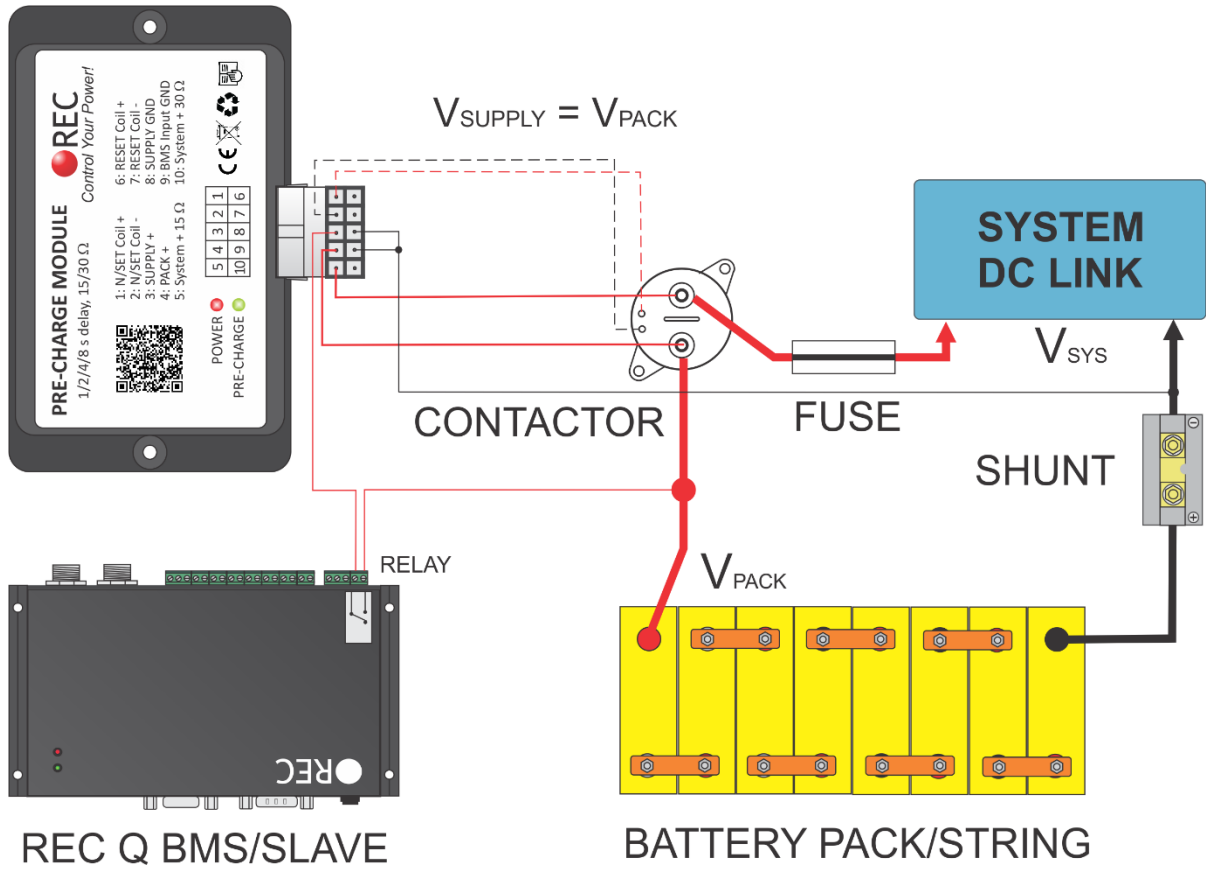 PRE-CHARGE MODULE
1/2/4/8 s delay, 15/30 Ω
REC
Control Your Power!
1: N/SET Coil +
2: N/SET Coil -
3: SUPPLY +
4: PACK +
5: System + 15 Ω
6: RESET Coil +
7: RESET Coil -
8: SUPPLY GND
9: BMS Input GND
10: System + 30 Ω
POWER
PRE-CHARGE
5 4 3 2 1
10 9 8 7 6
CE
VSUPPLY = VPACK
SYSTEM
DC LINK
VSYS
CONTACTOR
FUSE
SHUNT
-
+
RELAY
VPACK
REC
REC Q BMS/SLAVE
BATTERY PACK/STRING